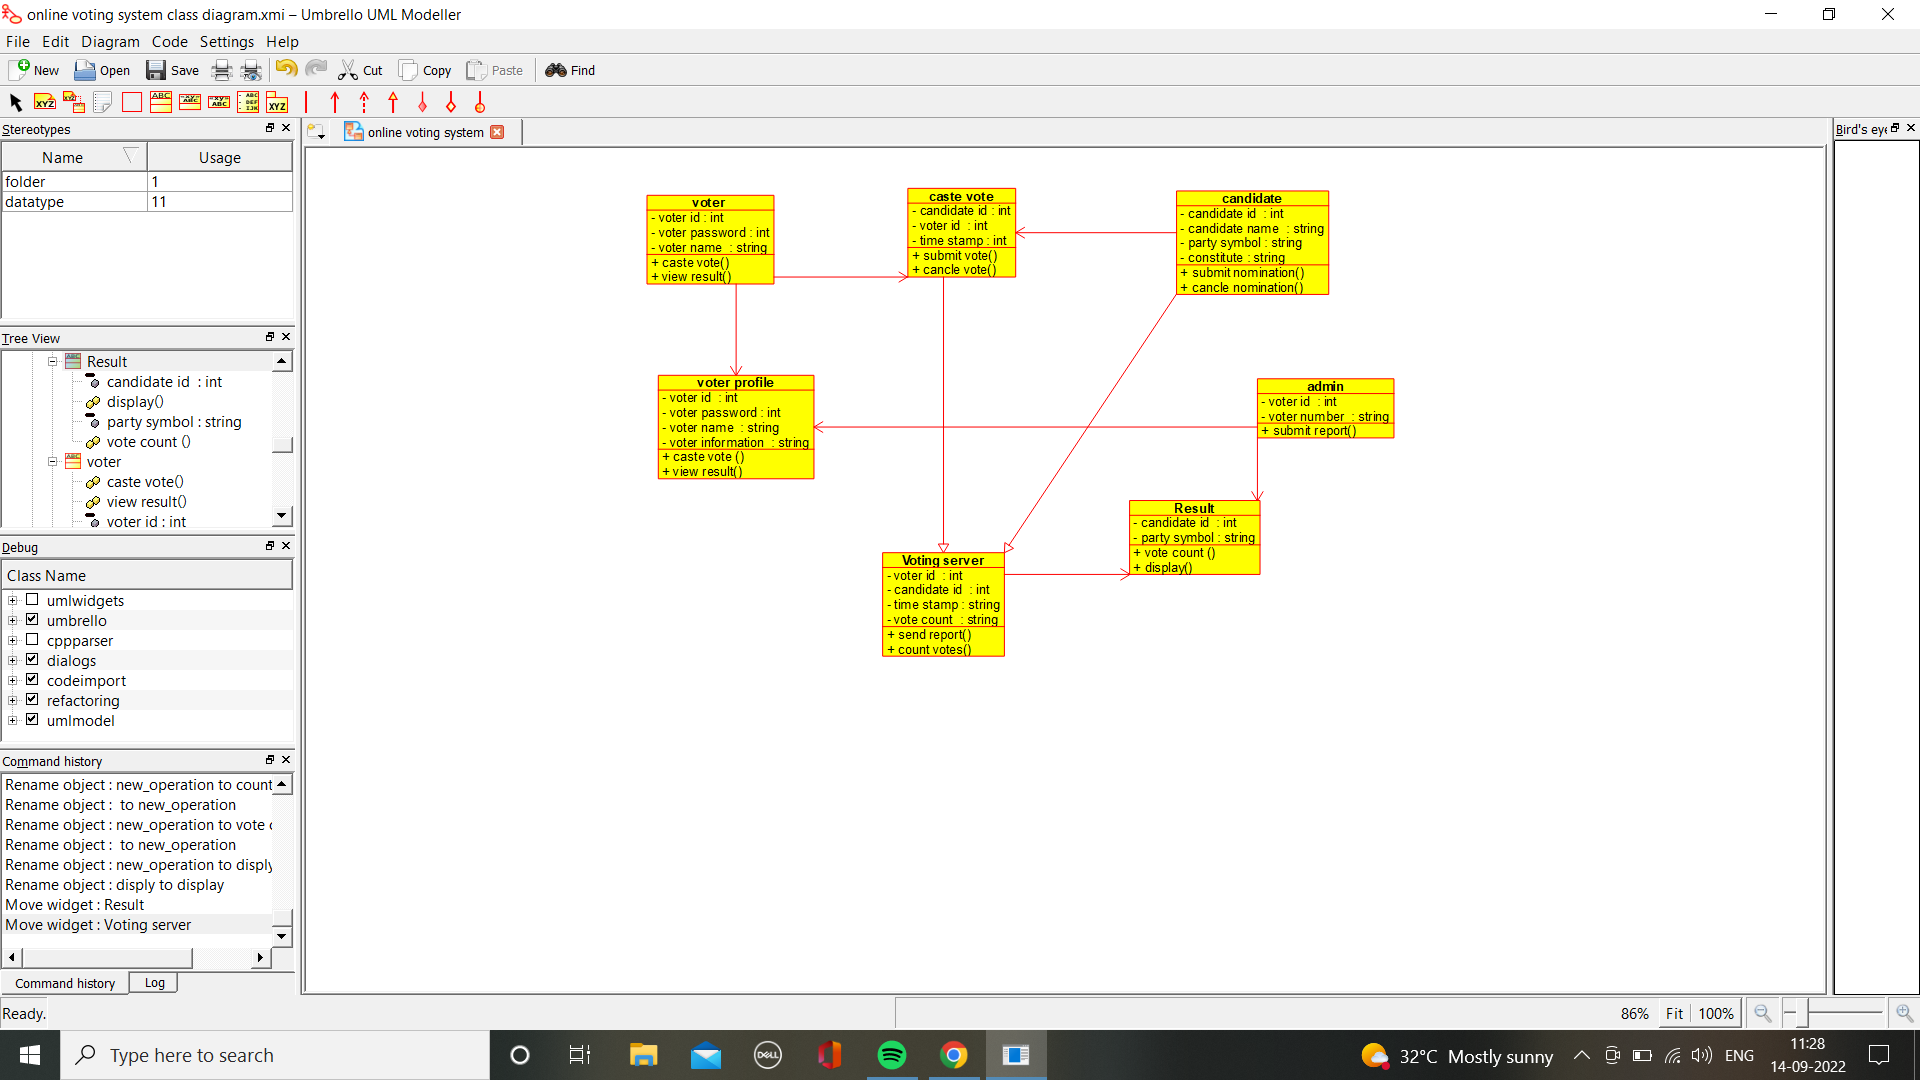 online voting system class diagram.xmi – Umbrello UML Modeller
File Edit Diagram Code Settings Help
New Open Save Cut Copy Paste Find
Stereotypes
Name Usage
folder 1
datatype 11
Tree View
Result
candidate id : int
display()
party symbol : string
vote count ()
voter
caste vote()
view result()
voter id : int
Debug
Class Name
umlwidgets
umbrello
cppparser
dialogs
codeimport
refactoring
umlmodel
Command history
Rename object : new_operation to count
Rename object : to new_operation
Rename object : new_operation to vote
Rename object : to new_operation
Rename object : new_operation to disply
Rename object : disply to display
Move widget : Result
Move widget : Voting server
Command history Log
Ready.
online voting system
voter
- voter id : int
- voter password : int
- voter name : string
+ caste vote()
+ view result()
caste vote
- candidate id : int
- voter id : int
- time stamp : int
+ submit vote()
+ cancle vote()
candidate
- candidate id : int
- candidate name : string
- party symbol : string
- constitute : string
+ submit nomination()
+ cancle nomination()
voter profile
- voter id : int
- voter password : int
- voter name : string
- voter information : string
+ caste vote ()
+ view result()
admin
- voter id : int
- voter number : string
+ submit report()
Result
- candidate id : int
- party symbol : string
+ vote count ()
+ display()
Voting server
- voter id : int
- candidate id : int
- time stamp : string
- vote count : string
+ send report()
+ count votes()
Bird's eye
86% Fit 100%
Type here to search
DELL
32°C Mostly sunny
ENG
11:28
14-09-2022